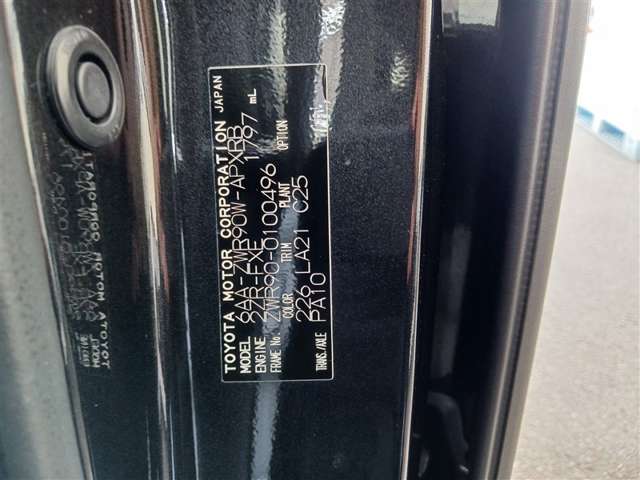 TOYOTA MOTOR CORPORATION JAPAN
MODEL 6AA-ZWR90W-APXRB
ENGINE 2ZR-FXE 1797 mL
FRAME No. ZWR90-0100496
COLOR TRIM PLANT OPTION
226 LA21 C25
TRANS./AXLE PA10